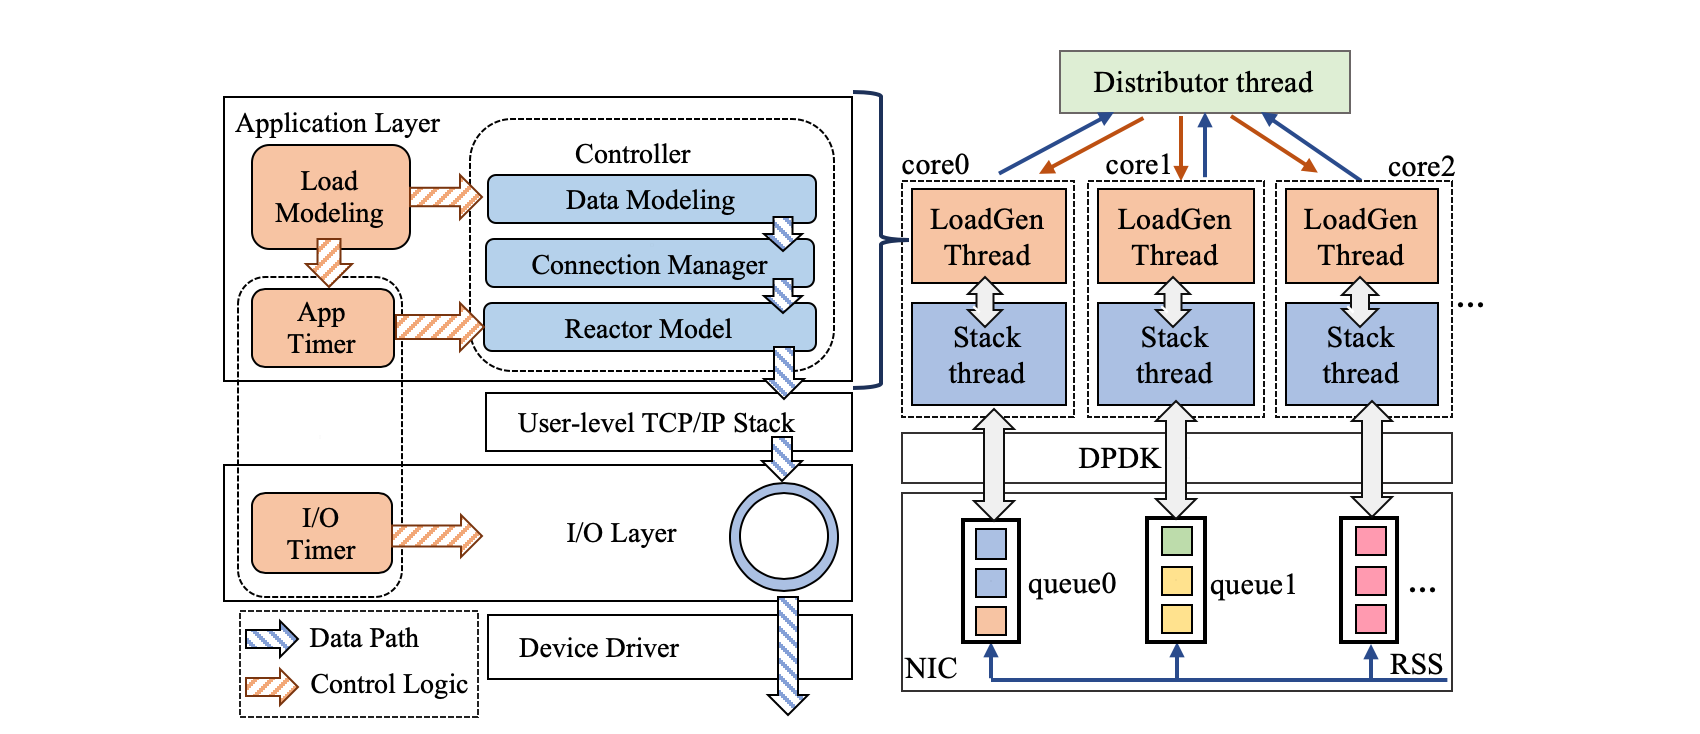 Application Layer
Load
Modeling
App
Timer
Controller
Data Modeling
Connection Manager
Reactor Model
User-level TCP/IP Stack
I/O
Timer
I/O Layer
Device Driver
Data Path
Control Logic
Distributor thread
core0
core1
core2
LoadGen
Thread
LoadGen
Thread
LoadGen
Thread
Stack
thread
Stack
thread
Stack
thread
...
DPDK
queue0
queue1
...
NIC
RSS